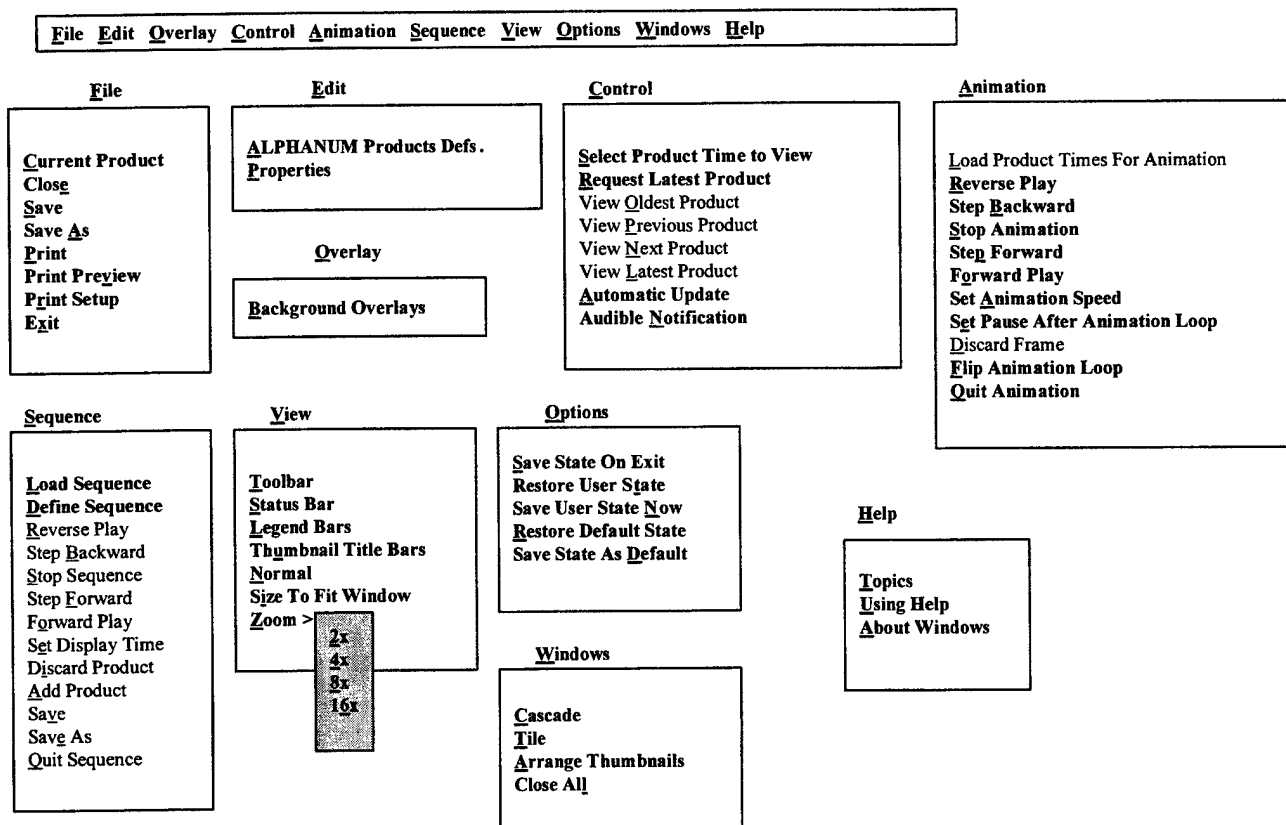 File Edit Overlay Control Animation Sequence View Options Windows Help
File
Current Product
Close
Save
Save As
Print
Print Preview
Print Setup
Exit
Edit
ALPHANUM Products Defs.
Properties
Overlay
Background Overlays
Control
Select Product Time to View
Request Latest Product
View Oldest Product
View Previous Product
View Next Product
View Latest Product
Automatic Update
Audible Notification
Animation
Load Product Times For Animation
Reverse Play
Step Backward
Stop Animation
Step Forward
Forward Play
Set Animation Speed
Set Pause After Animation Loop
Discard Frame
Flip Animation Loop
Quit Animation
Sequence
Load Sequence
Define Sequence
Reverse Play
Step Backward
Stop Sequence
Step Forward
Forward Play
Set Display Time
Discard Product
Add Product
Save
Save As
Quit Sequence
View
Toolbar
Status Bar
Legend Bars
Thumbnail Title Bars
Normal
Size To Fit Window
Zoom >
2x
4x
8x
16x
Options
Save State On Exit
Restore User State
Save User State Now
Restore Default State
Save State As Default
Windows
Cascade
Tile
Arrange Thumbnails
Close All
Help
Topics
Using Help
About Windows